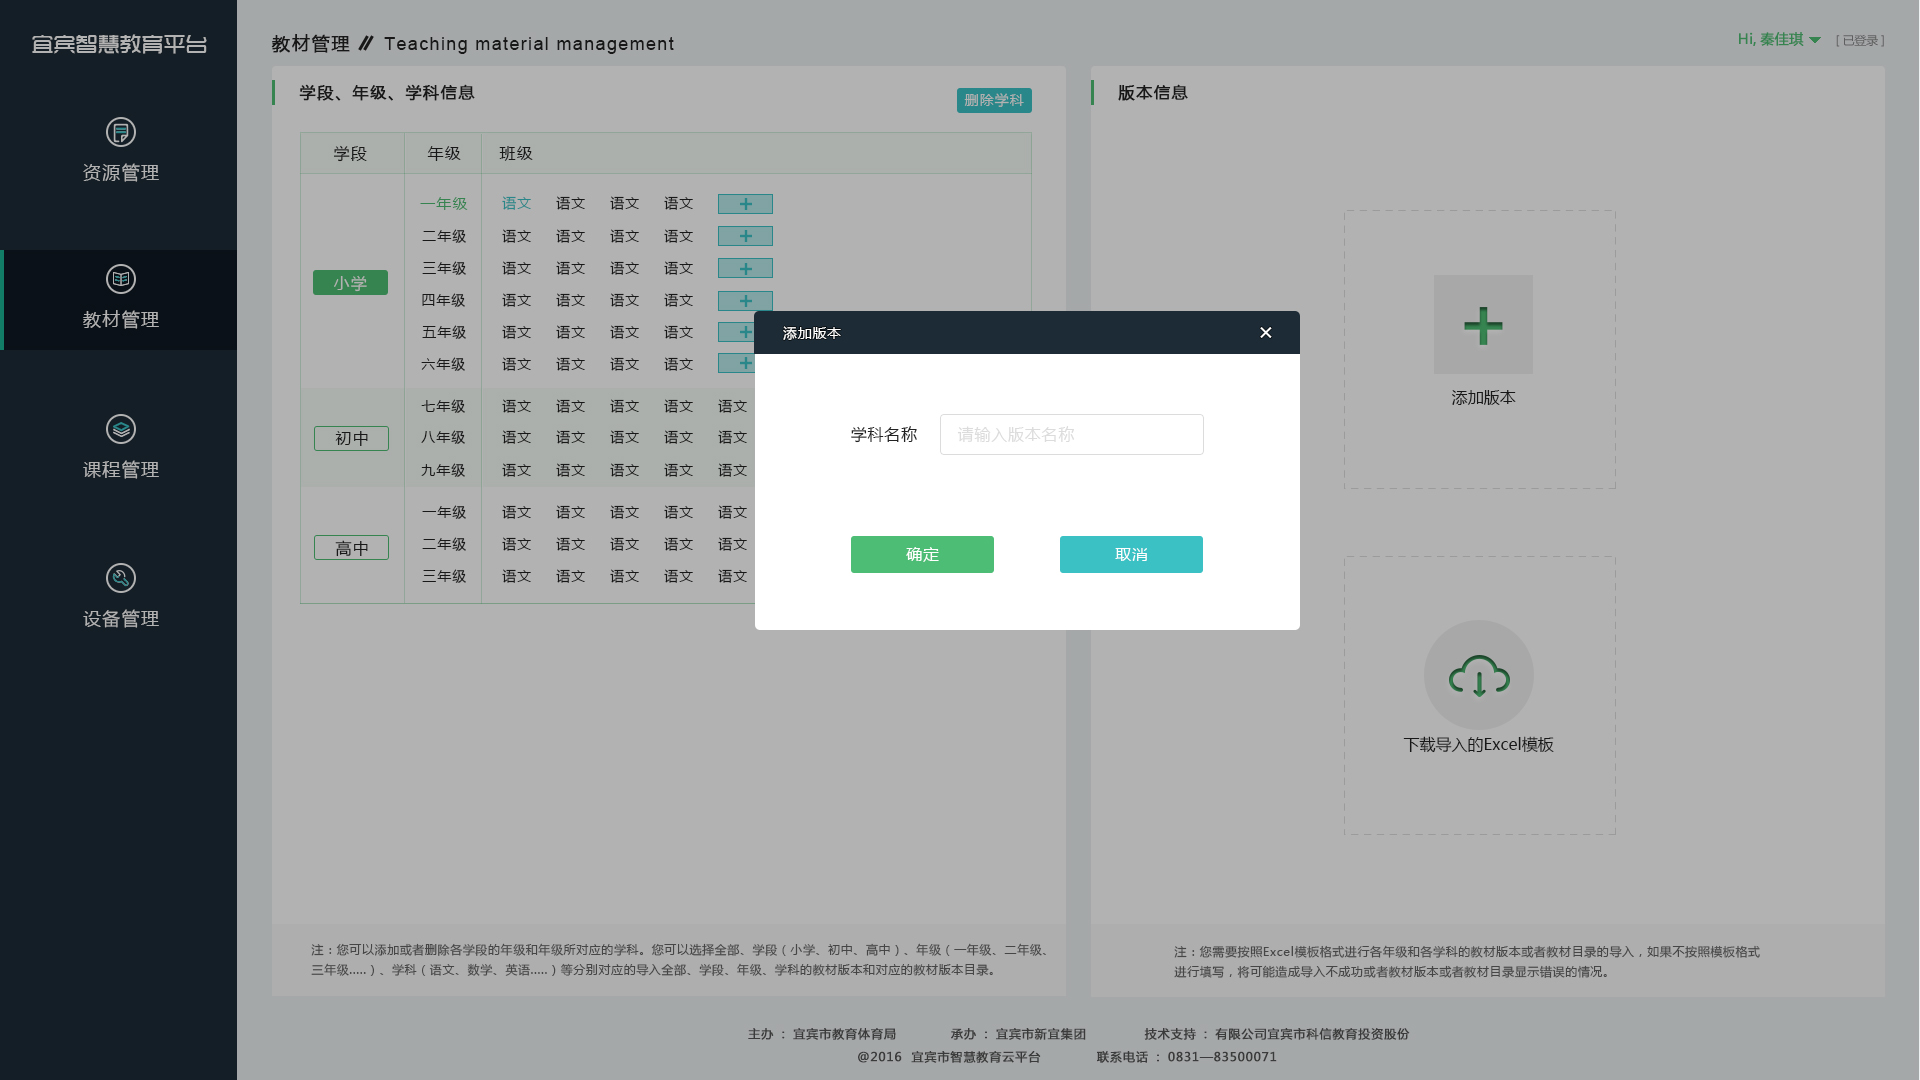 宜宾智慧教育平台
资源管理
教材管理
课程管理
设备管理
教材管理 // Teaching material management
Hi, 秦佳琪 [ 已登录 ]
学段、年级、学科信息
删除学科
学段 年级 班级
一年级 语文 语文 语文 语文
二年级 语文 语文 语文 语文
三年级 语文 语文 语文 语文
小学
四年级 语文 语文 语文 语文
五年级 语文 语文 语文 语文
六年级 语文 语文 语文 语文
七年级 语文 语文 语文 语文 语文
初中
八年级 语文 语文 语文 语文 语文
九年级 语文 语文 语文 语文 语文
一年级 语文 语文 语文 语文 语文
高中
二年级 语文 语文 语文 语文 语文
三年级 语文 语文 语文 语文 语文
注：您可以添加或者删除各学段的年级和年级所对应的学科。您可以选择全部、学段（小学、初中、高中）、年级（一年级、二年级、
三年级.....）、学科（语文、数学、英语.....）等分别对应的导入全部、学段、年级、学科的教材版本和对应的教材版本目录。
添加版本
学科名称 请输入版本名称
确定 取消
版本信息
添加版本
下载导入的Excel模板
注：您需要按照Excel模板格式进行各年级和各学科的教材版本或者教材目录的导入，如果不按照模板格式
进行填写，将可能造成导入不成功或者教材版本或者教材目录显示错误的情况。
主办 ： 宜宾市教育体育局 承办 ： 宜宾市新宜集团 技术支持 ： 有限公司宜宾市科信教育投资股份
@2016 宜宾市智慧教育云平台 联系电话 ： 0831—83500071